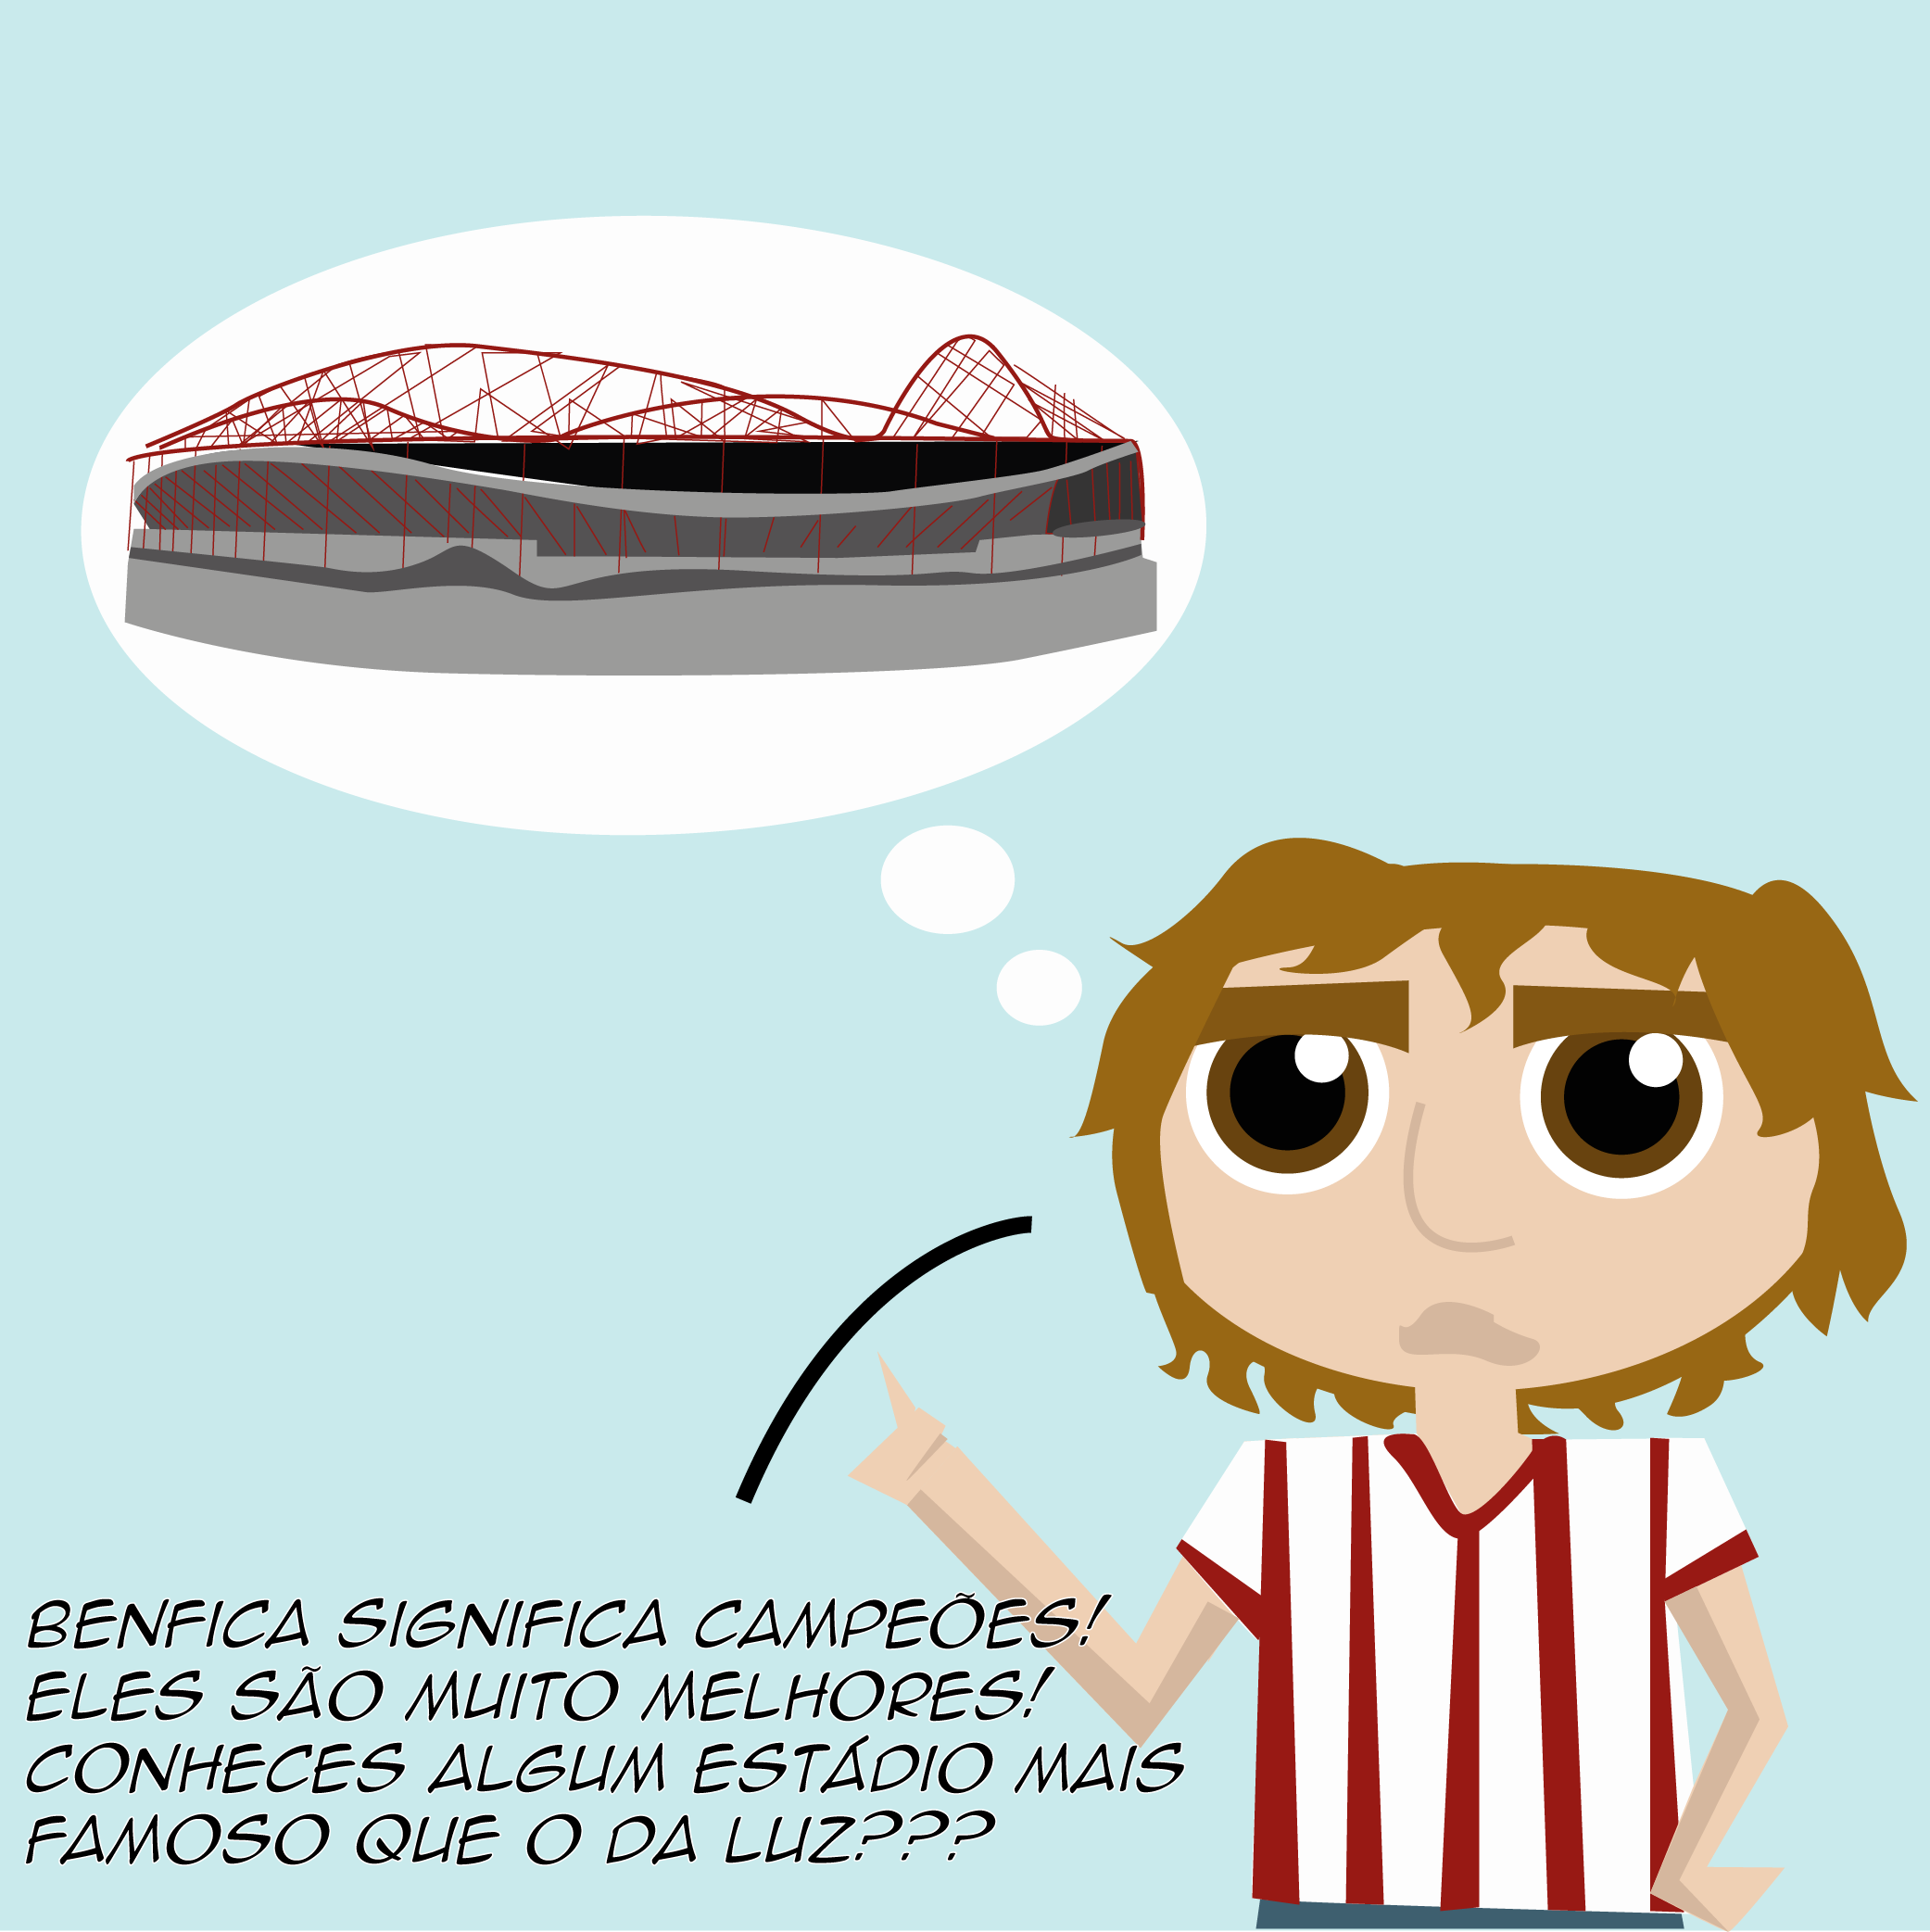 BENFICA SIGNIFICA CAMPEÕES!
ELES SÃO MUITO MELHORES!
CONHECES ALGUM ESTÁDIO MAIS
FAMOSO QUE O DA LUZ???